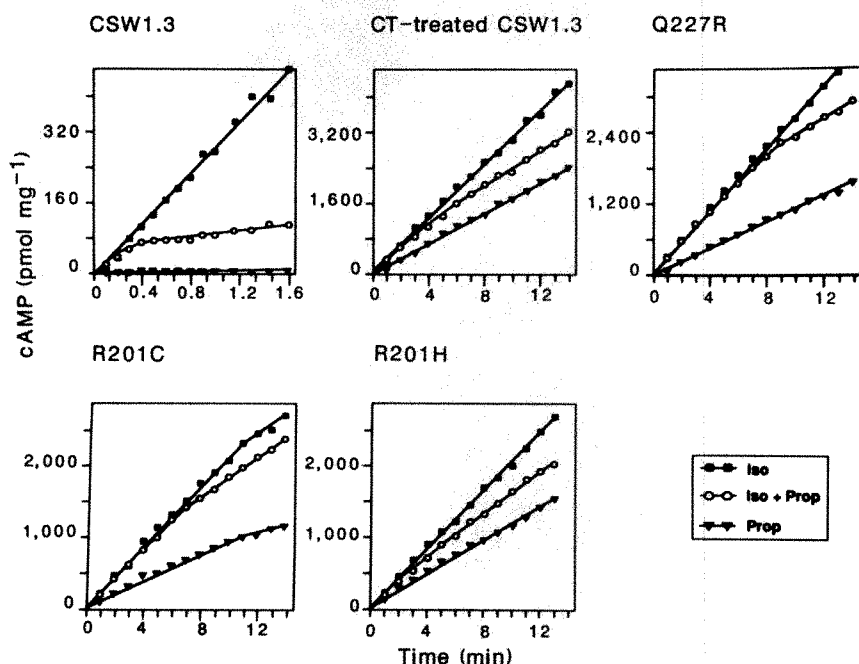 CSW1.3
CT-treated CSW1.3
Q227R
320
160
0
0 0.4 0.8 1.2 1.6
3,200
1,600
0
0 4 8 12
2,400
1,200
0
0 4 8 12
cAMP (pmol mg⁻¹)
R201C
R201H
2,000
1,000
0
0 4 8 12
2,000
1,000
0
0 4 8 12
Iso
Iso + Prop
Prop
Time (min)